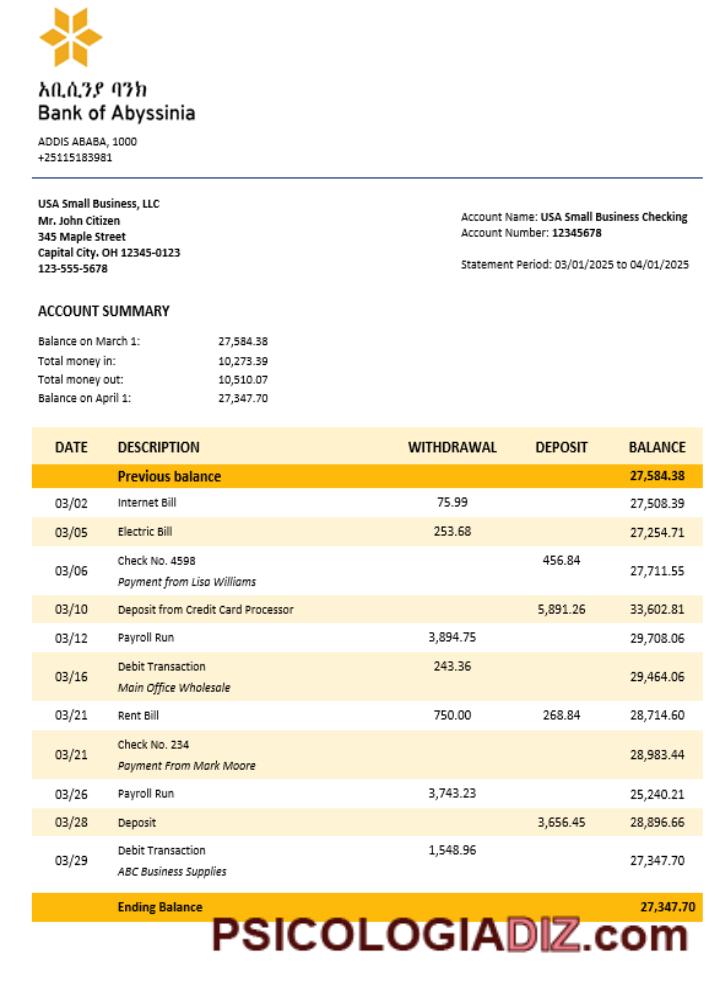 አቢሲንያ ባንክ
Bank of Abyssinia
ADDIS ABABA, 1000
+25115183981
USA Small Business, LLC
Mr. John Citizen
345 Maple Street
Capital City. OH 12345-0123
123-555-5678
Account Name: USA Small Business Checking
Account Number: 12345678
Statement Period: 03/01/2025 to 04/01/2025
ACCOUNT SUMMARY
Balance on March 1: 27,584.38
Total money in: 10,273.39
Total money out: 10,510.07
Balance on April 1: 27,347.70
DATE DESCRIPTION WITHDRAWAL DEPOSIT BALANCE
Previous balance 27,584.38
03/02 Internet Bill 75.99 27,508.39
03/05 Electric Bill 253.68 27,254.71
03/06 Check No. 4598 456.84 27,711.55
Payment from Lisa Williams
03/10 Deposit from Credit Card Processor 5,891.26 33,602.81
03/12 Payroll Run 3,894.75 29,708.06
03/16 Debit Transaction 243.36 29,464.06
Main Office Wholesale
03/21 Rent Bill 750.00 268.84 28,714.60
03/21 Check No. 234 28,983.44
Payment From Mark Moore
03/26 Payroll Run 3,743.23 25,240.21
03/28 Deposit 3,656.45 28,896.66
03/29 Debit Transaction 1,548.96 27,347.70
ABC Business Supplies
Ending Balance 27,347.70
PSICOLOGIADIZ.com